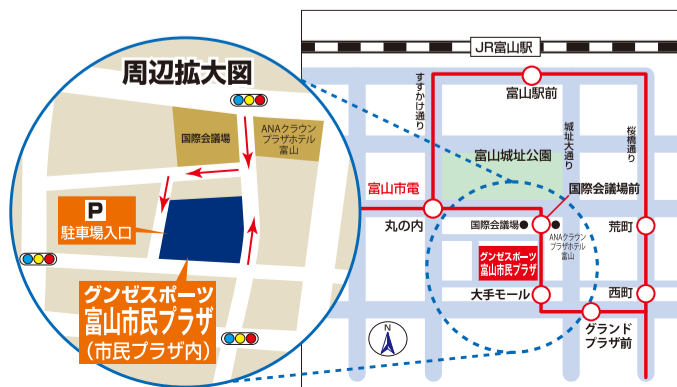 周辺拡大図
国際会議場
ANAクラウン
プラザホテル
富山
P
駐車場入口
グンゼスポーツ
富山市民プラザ
(市民プラザ内)
JR富山駅
すずかけ通り
富山駅前
城址大通り
桜橋通り
富山城址公園
富山市電
国際会議場前
丸の内
国際会議場
ANAクラウン
プラザホテル
富山
荒町
グンゼスポーツ
富山市民プラザ
大手モール
西町
グランド
プラザ前
N